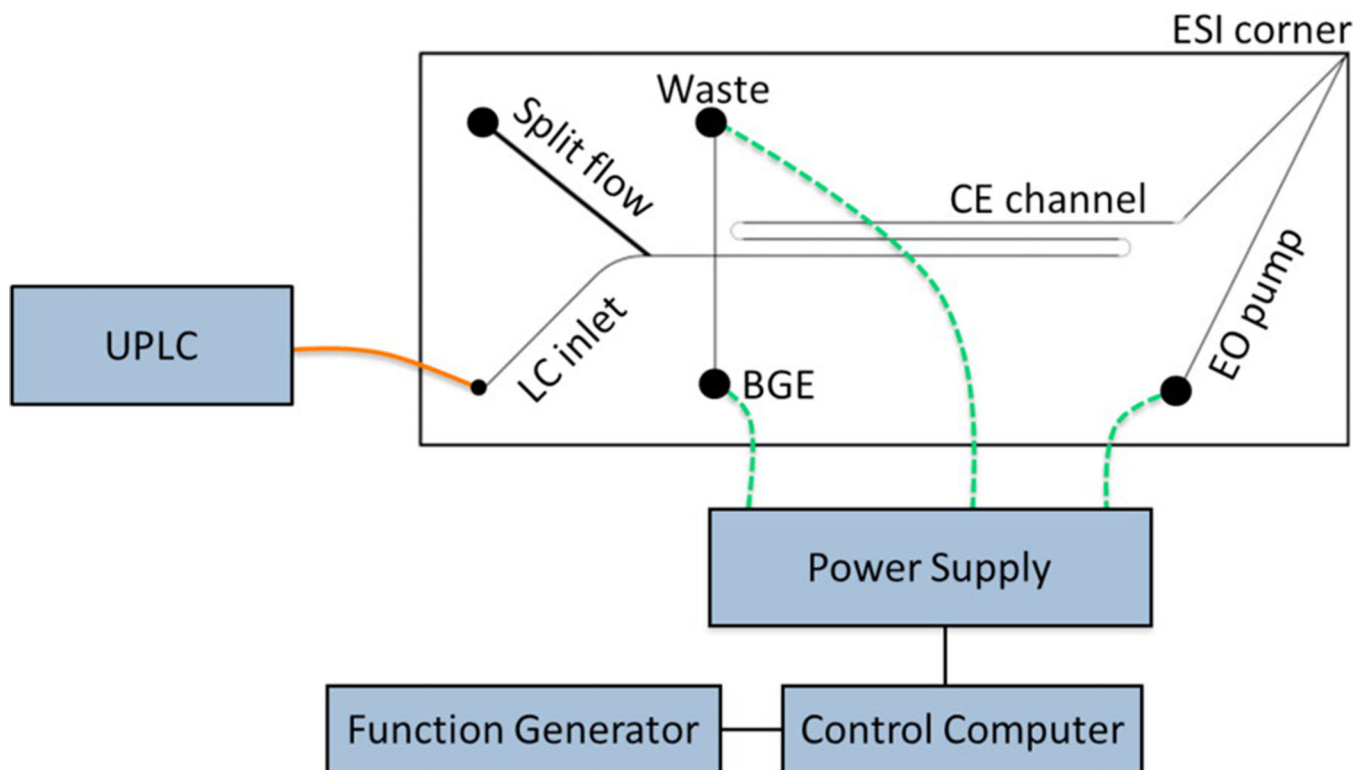 ESI corner
Waste
Split flow
CE channel
UPLC
LC inlet
BGE
EO pump
Power Supply
Function Generator
Control Computer